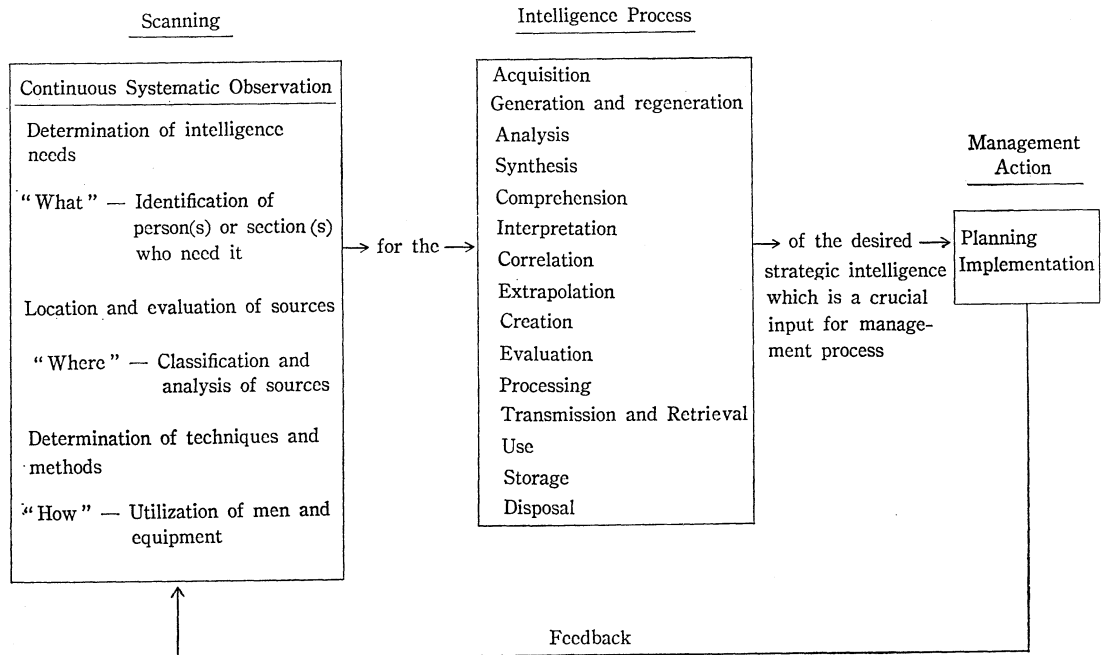 Scanning
Continuous Systematic Observation
Determination of intelligence
needs
"What" — Identification of
person(s) or section(s)
who need it
Location and evaluation of sources
"Where" — Classification and
analysis of sources
Determination of techniques and
methods
"How" — Utilization of men and
equipment
for the
Intelligence Process
Acquisition
Generation and regeneration
Analysis
Synthesis
Comprehension
Interpretation
Correlation
Extrapolation
Creation
Evaluation
Processing
Transmission and Retrieval
Use
Storage
Disposal
of the desired
strategic intelligence
which is a crucial
input for manage-
ment process
Management
Action
Planning
Implementation
Feedback